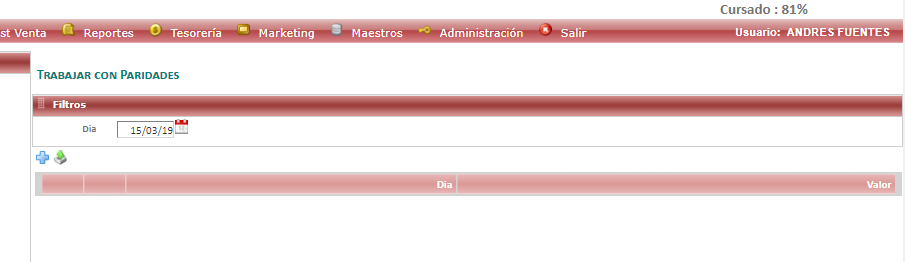 Cursado : 81%
st Venta Reportes Tesorería Marketing Maestros Administración Salir Usuario: ANDRES FUENTES
TRABAJAR CON PARIDADES
Filtros
Dia 15/03/19
Dia Valor